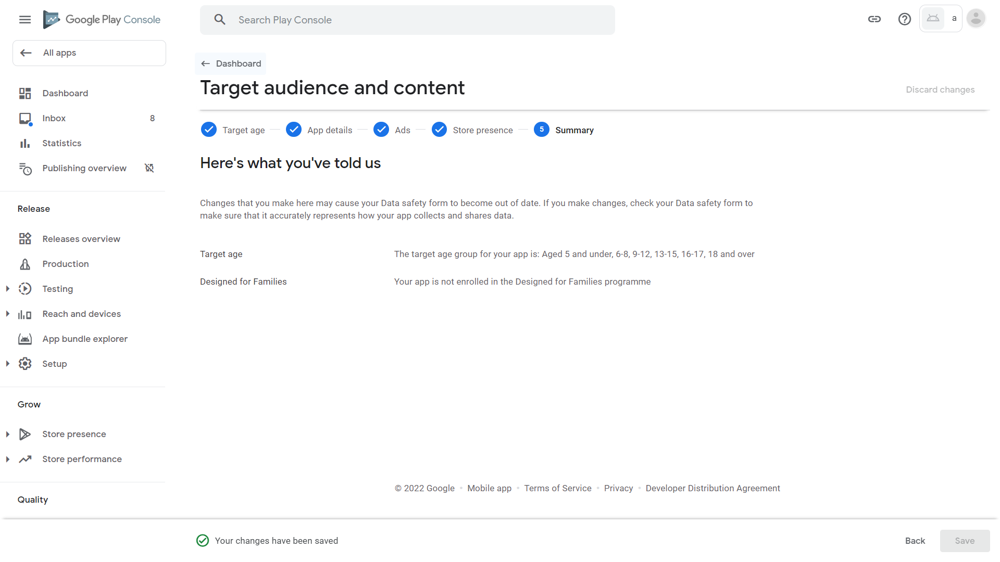 Google Play Console
Search Play Console
a
All apps
Dashboard
Inbox 8
Statistics
Publishing overview
Release
Releases overview
Production
Testing
Reach and devices
App bundle explorer
Setup
Grow
Store presence
Store performance
Quality
Dashboard
Target audience and content
Discard changes
Target age
App details
Ads
Store presence
5 Summary
Here's what you've told us
Changes that you make here may cause your Data safety form to become out of date. If you make changes, check your Data safety form to
make sure that it accurately represents how your app collects and shares data.
Target age The target age group for your app is: Aged 5 and under, 6-8, 9-12, 13-15, 16-17, 18 and over
Designed for Families Your app is not enrolled in the Designed for Families programme
© 2022 Google • Mobile app • Terms of Service • Privacy • Developer Distribution Agreement
Your changes have been saved
Back
Save